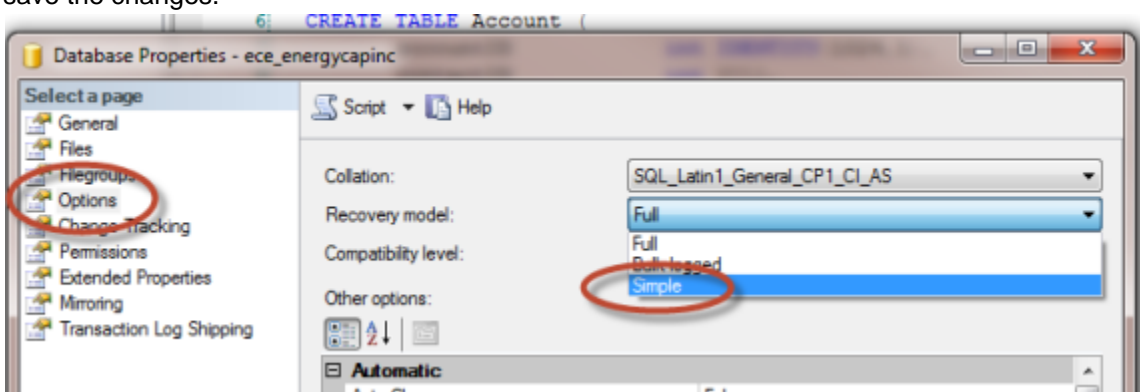 save the changes.
6 CREATE TABLE Account (
Database Properties - ece_energycapinc
Select a page
General
Files
Filegroups
Options
Change Tracking
Permissions
Extended Properties
Mirroring
Transaction Log Shipping
Script Help
Collation: SQL_Latin1_General_CP1_CI_AS
Recovery model: Full
Full
Bulk-logged
Simple
Compatibility level:
Other options:
Automatic